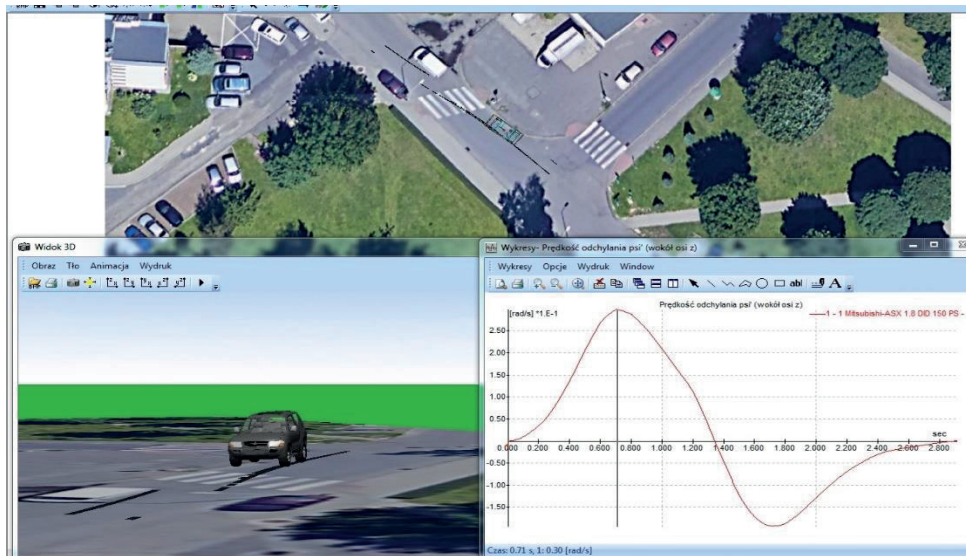 Widok 3D
Obraz Tło Animacja Wydruk
Wykresy- Prędkość odchylania psi' (wokół osi z)
Wykresy Opcje Wydruk Window
abl
A
Prędkość odchylania psi' (wokół osi z)
[rad/s] *1.E-1
1 - 1 Mitsubishi-ASX 1.8 DID 150 PS -
2.50
2.00
1.50
1.00
0.50
0.00
-0.50
-1.00
-1.50
sec
0.000 0.200 0.400 0.600 0.800 1.000 1.200 1.400 1.600 1.800 2.000 2.200 2.400 2.600 2.800
Czas: 0.71 s, 1: 0.30 [rad/s]